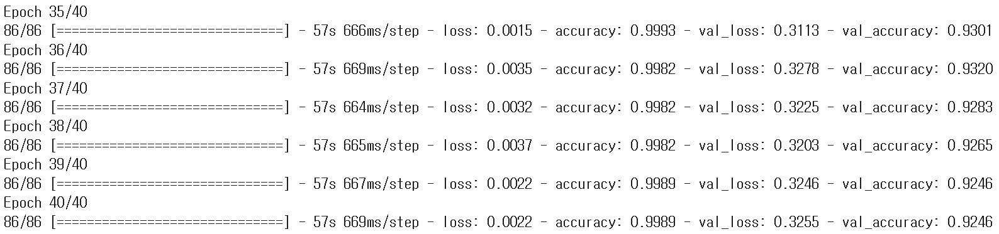 Epoch 35/40
86/86 [==============================] - 57s 666ms/step - loss: 0.0015 - accuracy: 0.9993 - val_loss: 0.3113 - val_accuracy: 0.9301
Epoch 36/40
86/86 [==============================] - 57s 669ms/step - loss: 0.0035 - accuracy: 0.9982 - val_loss: 0.3278 - val_accuracy: 0.9320
Epoch 37/40
86/86 [==============================] - 57s 664ms/step - loss: 0.0032 - accuracy: 0.9982 - val_loss: 0.3225 - val_accuracy: 0.9283
Epoch 38/40
86/86 [==============================] - 57s 665ms/step - loss: 0.0037 - accuracy: 0.9982 - val_loss: 0.3203 - val_accuracy: 0.9265
Epoch 39/40
86/86 [==============================] - 57s 667ms/step - loss: 0.0022 - accuracy: 0.9989 - val_loss: 0.3246 - val_accuracy: 0.9246
Epoch 40/40
86/86 [==============================] - 57s 669ms/step - loss: 0.0022 - accuracy: 0.9989 - val_loss: 0.3255 - val_accuracy: 0.9246